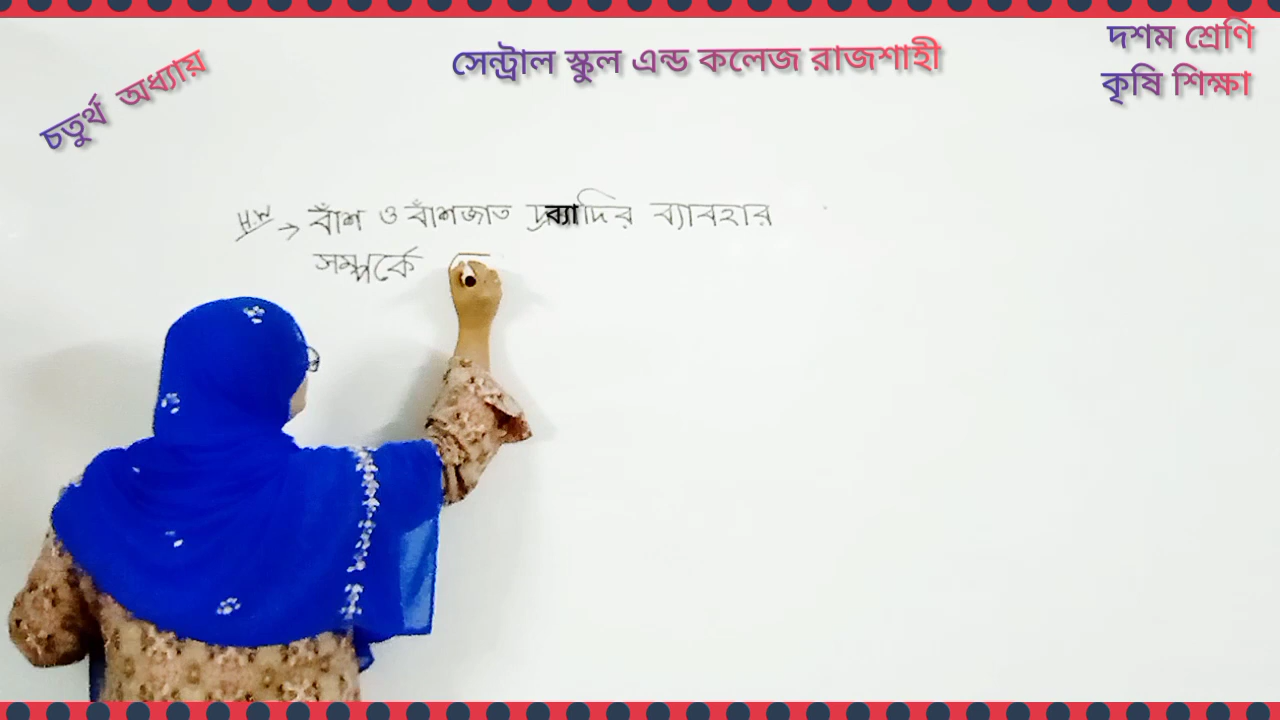 চতুর্থ অধ্যায়
সেন্ট্রাল স্কুল এন্ড কলেজ রাজশাহী
দশম শ্রেণি
কৃষি শিক্ষা
H.W → বাঁশ ও বাঁশজাত দ্রব্যাদির ব্যাবহার
সম্পর্কে